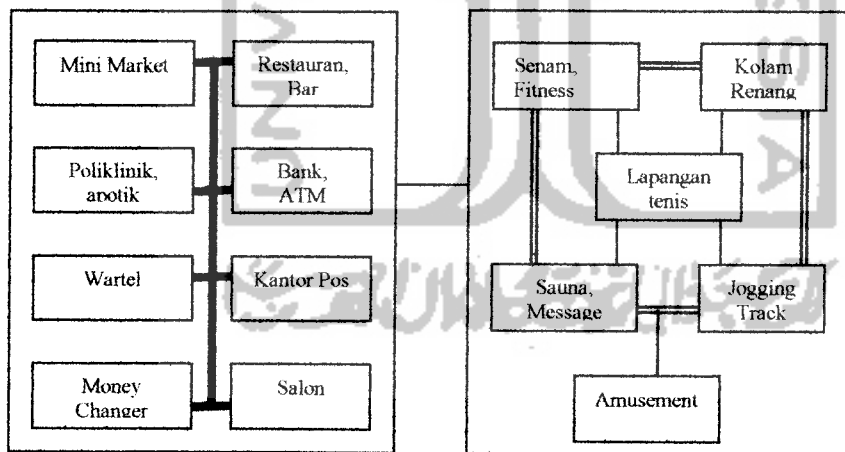 Mini Market
Restauran,
Bar
Poliklinik,
apotik
Bank,
ATM
Wartel
Kantor Pos
Money
Changer
Salon
Senam,
Fitness
Kolam
Renang
Lapangan
tenis
Sauna,
Message
Jogging
Track
Amusement